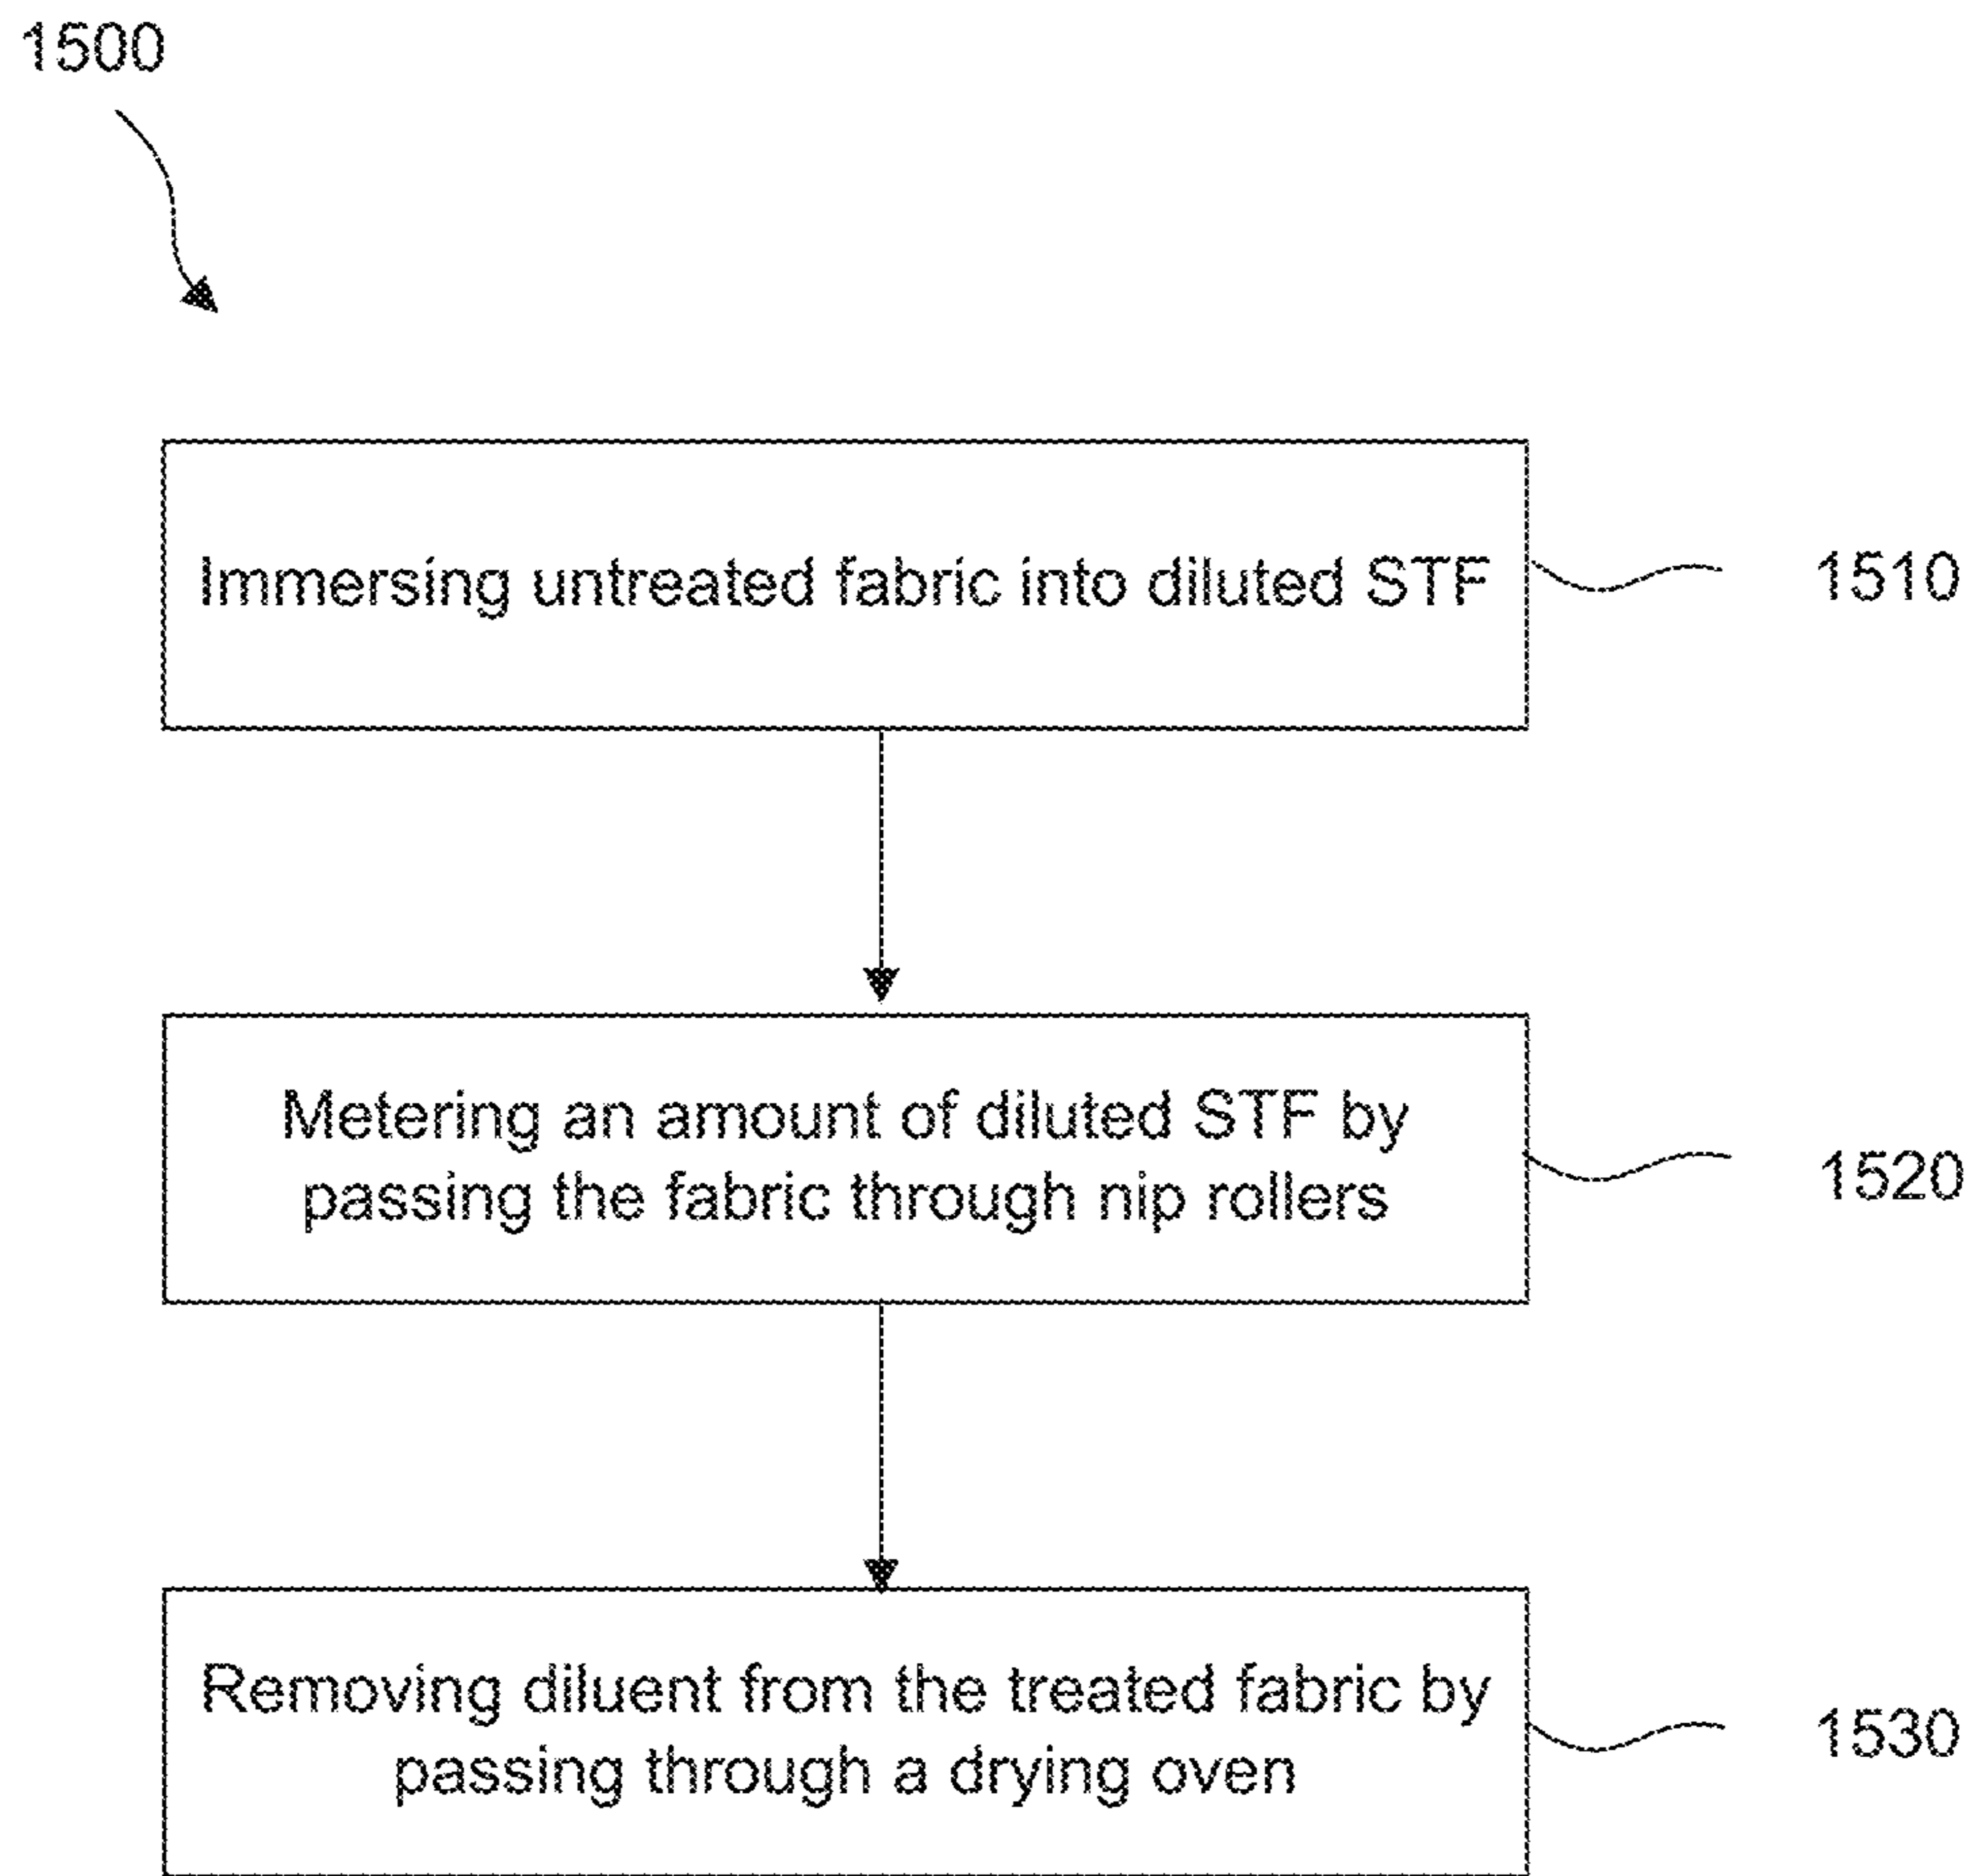 1500
Immersing untreated fabric into diluted STF
1510
Metering an amount of diluted STF by
passing the fabric through nip rollers
1520
Removing diluent from the treated fabric by
passing through a drying oven
1530